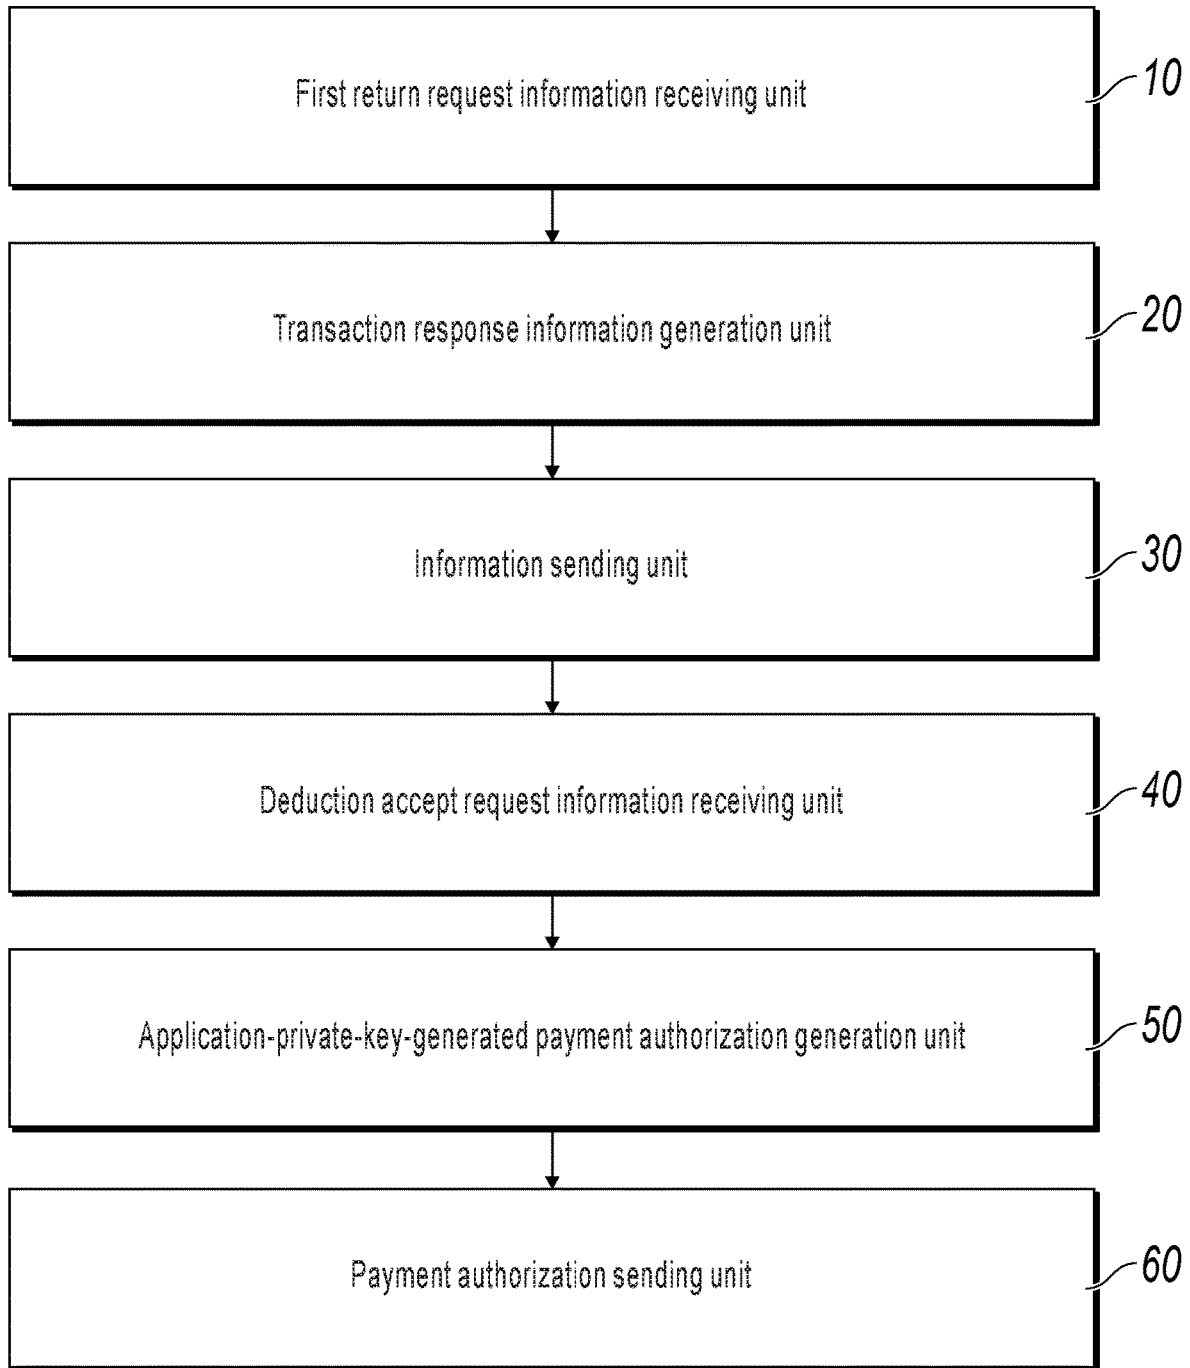 First return request information receiving unit
10
Transaction response information generation unit
20
Information sending unit
30
Deduction accept request information receiving unit
40
Application-private-key-generated payment authorization generation unit
50
Payment authorization sending unit
60